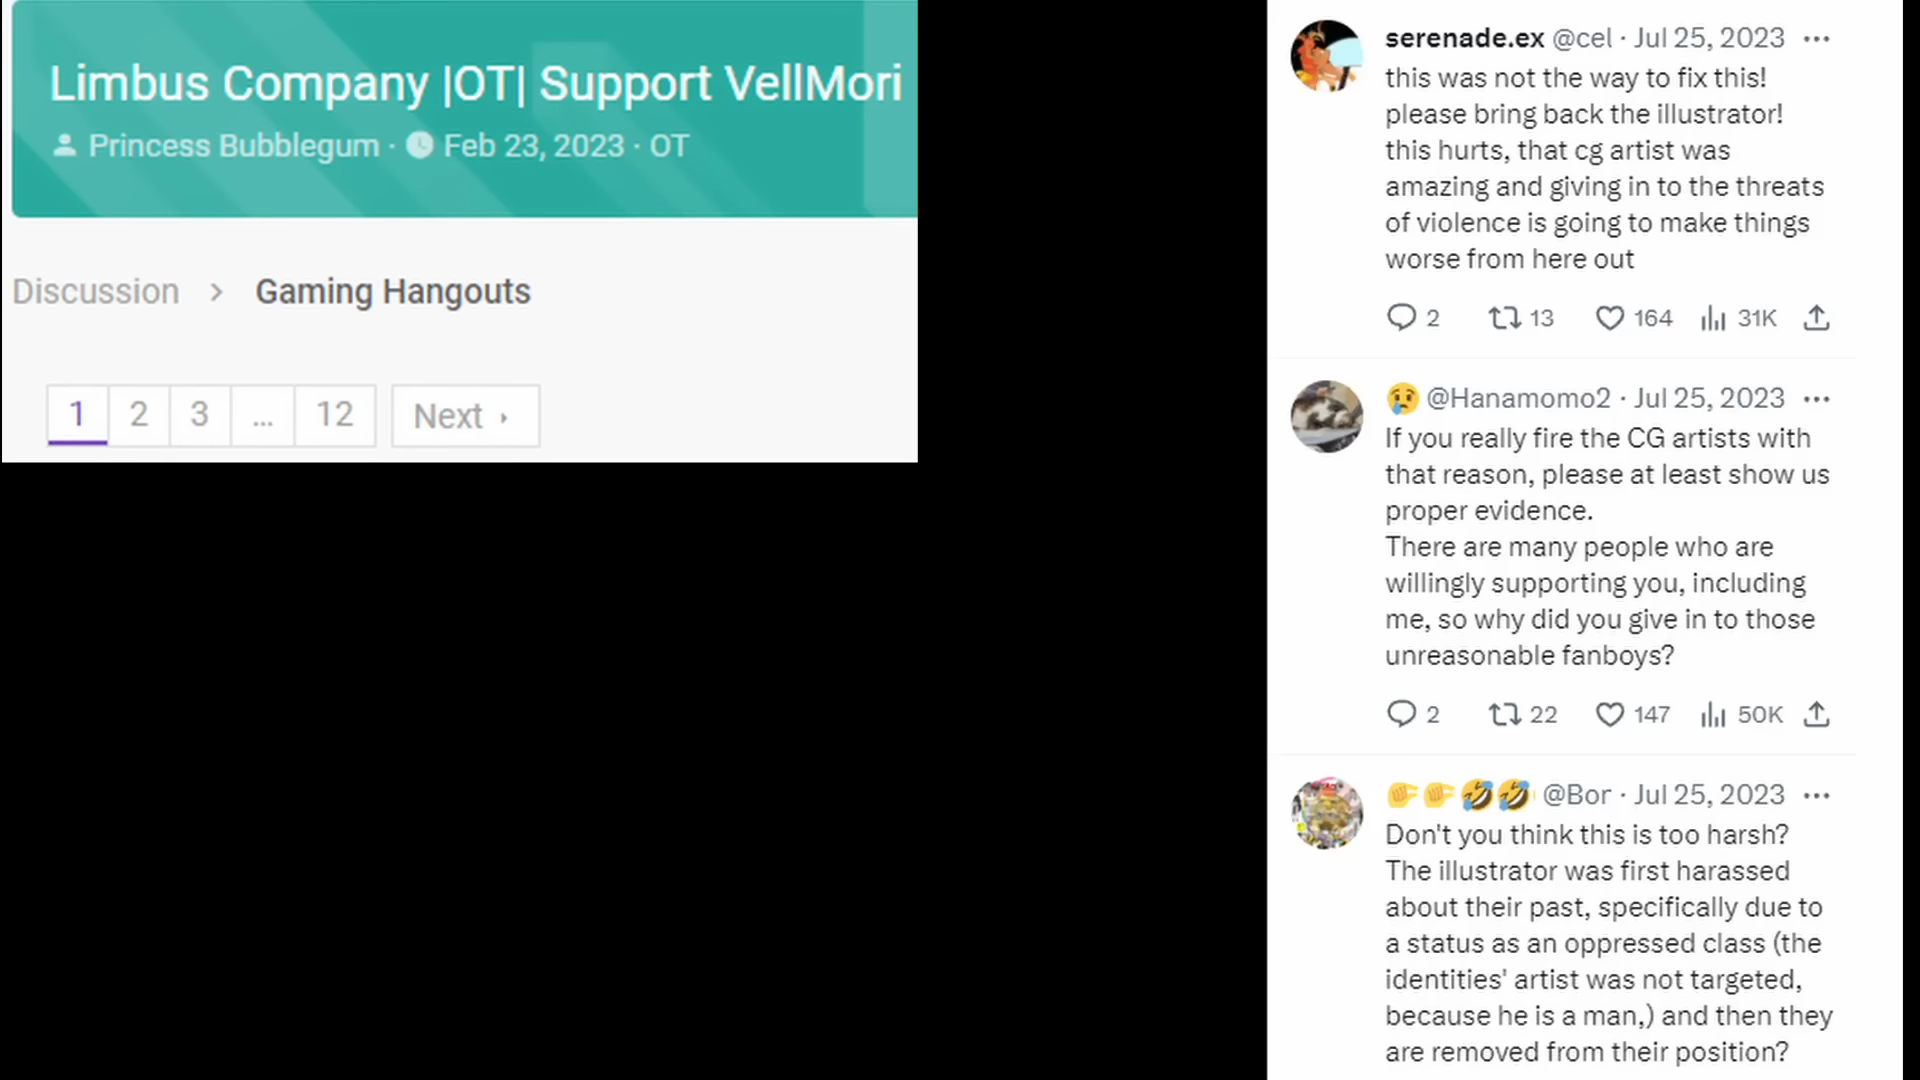 Limbus Company |OT| Support VellMori
Princess Bubblegum · Feb 23, 2023 · OT
Discussion > Gaming Hangouts
1 2 3 ... 12 Next
serenade.ex @cel · Jul 25, 2023 ···
this was not the way to fix this!
please bring back the illustrator!
this hurts, that cg artist was
amazing and giving in to the threats
of violence is going to make things
worse from here out
2 13 164 31K
😢 @Hanamomo2 · Jul 25, 2023 ···
If you really fire the CG artists with
that reason, please at least show us
proper evidence.
There are many people who are
willingly supporting you, including
me, so why did you give in to those
unreasonable fanboys?
2 22 147 50K
🤛🤛🤣🤣 @Bor · Jul 25, 2023 ···
Don't you think this is too harsh?
The illustrator was first harassed
about their past, specifically due to
a status as an oppressed class (the
identities' artist was not targeted,
because he is a man,) and then they
are removed from their position?